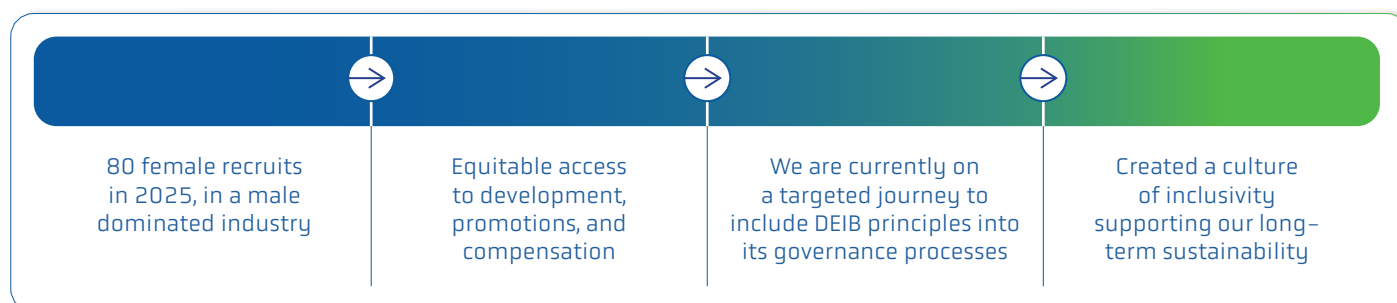 80 female recruits
in 2025, in a male
dominated industry
Equitable access
to development,
promotions, and
compensation
We are currently on
a targeted journey to
include DEIB principles into
its governance processes
Created a culture
of inclusivity
supporting our long-
term sustainability